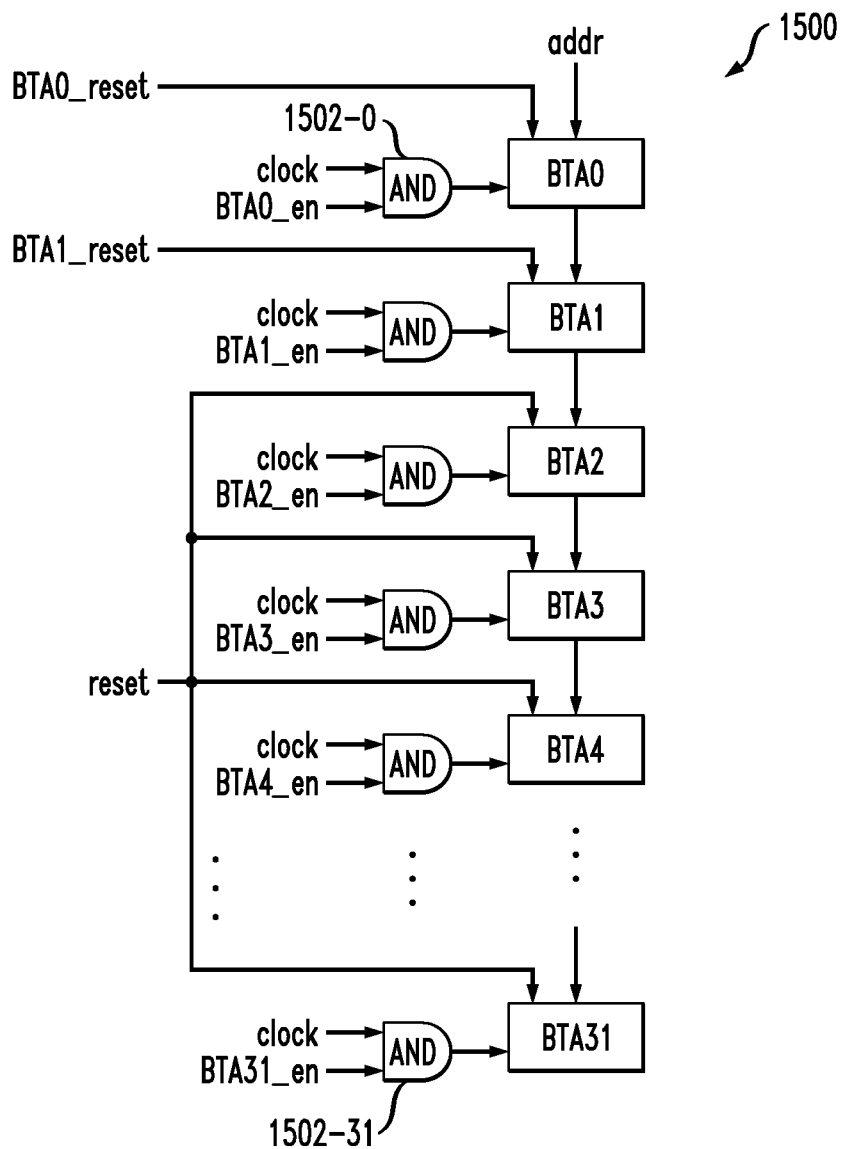 1500
addr
BTA0_reset
1502-0
clock
BTA0_en
AND
BTA0
BTA1_reset
clock
BTA1_en
AND
BTA1
clock
BTA2_en
AND
BTA2
clock
BTA3_en
AND
BTA3
reset
clock
BTA4_en
AND
BTA4
clock
BTA31_en
AND
BTA31
1502-31